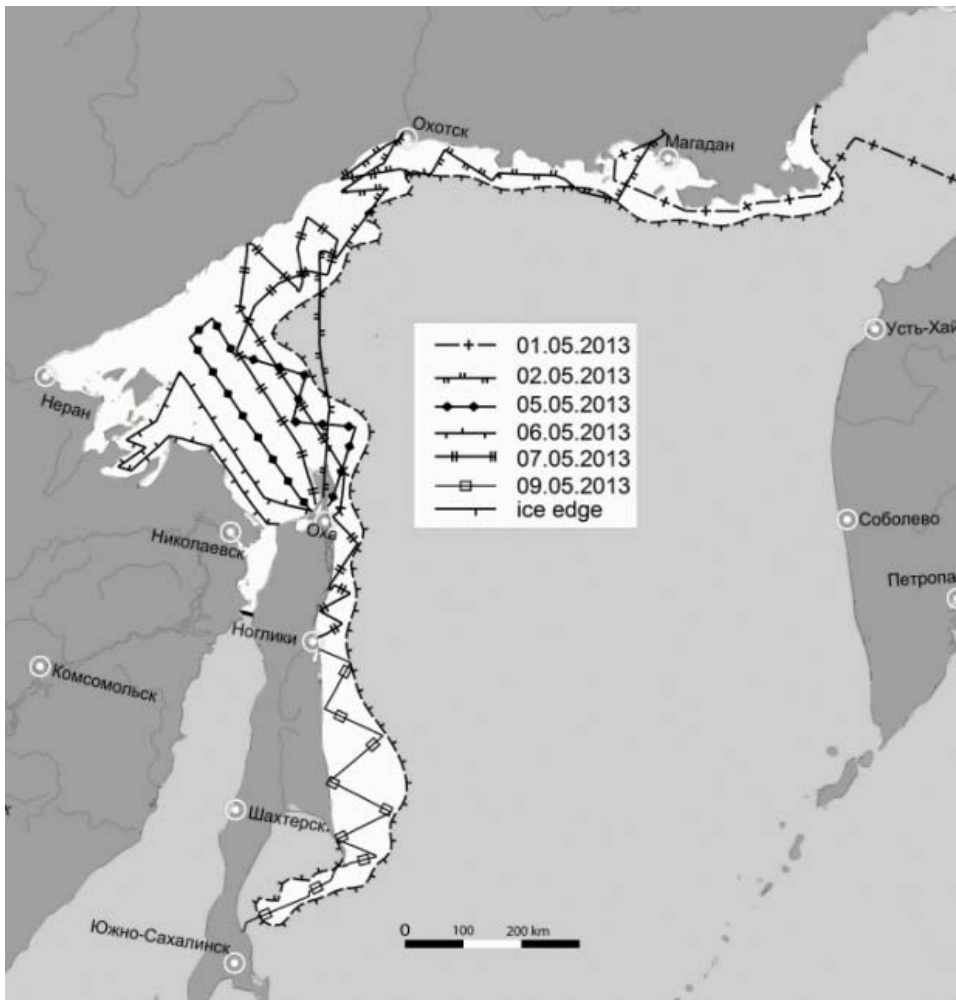 Охотск
Магадан
Усть-Хай
Неран
01.05.2013
02.05.2013
05.05.2013
06.05.2013
07.05.2013
09.05.2013
ice edge
Оха
Николаевск
Соболево
Петропа
Ноглики
Комсомольск
Шахтерск
Южно-Сахалинск
0 100 200 km